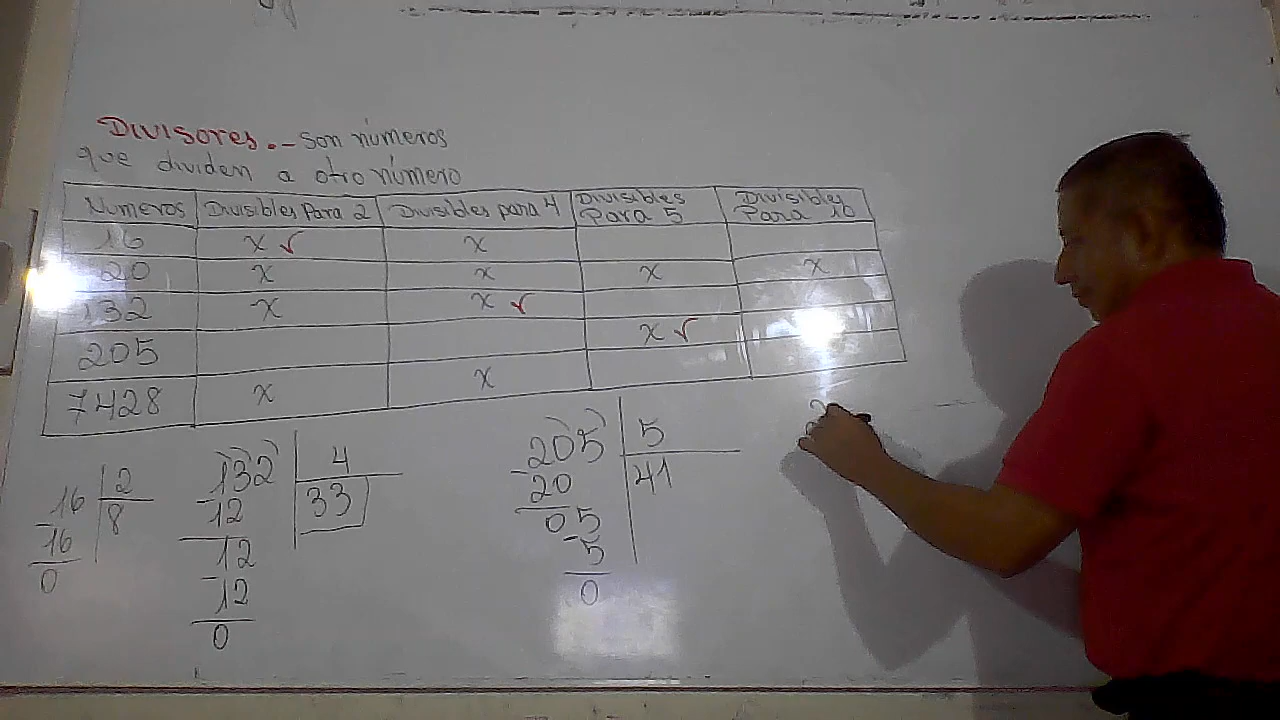 Divisores.- son números
que dividen a otro número
Números Divisibles Para 2 Divisibles para 4 Divisibles Para 5 Divisibles Para 10
16 x ✓ x
20 x x x x
132 x x ✓
205 x ✓
7428 x x
16 2
-16 8
0
132 4
-12 33
12
-12
0
205 5
-20 41
05
-5
0